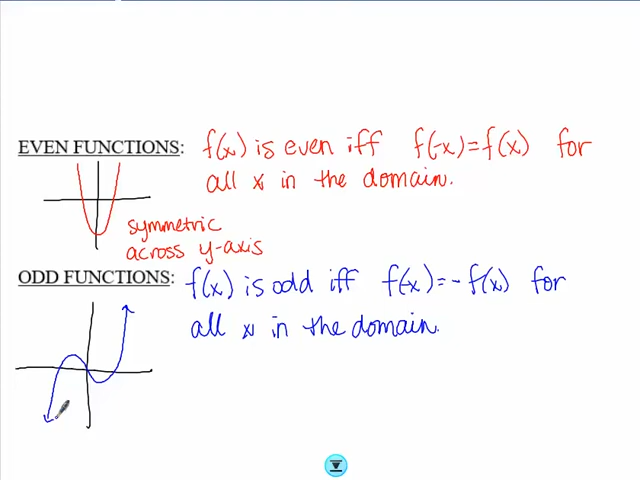 EVEN FUNCTIONS: f(x) is even iff f(-x)=f(x) for
all x in the domain.
symmetric
across y-axis
ODD FUNCTIONS: f(x) is odd iff f(-x)=-f(x) for
all x in the domain.